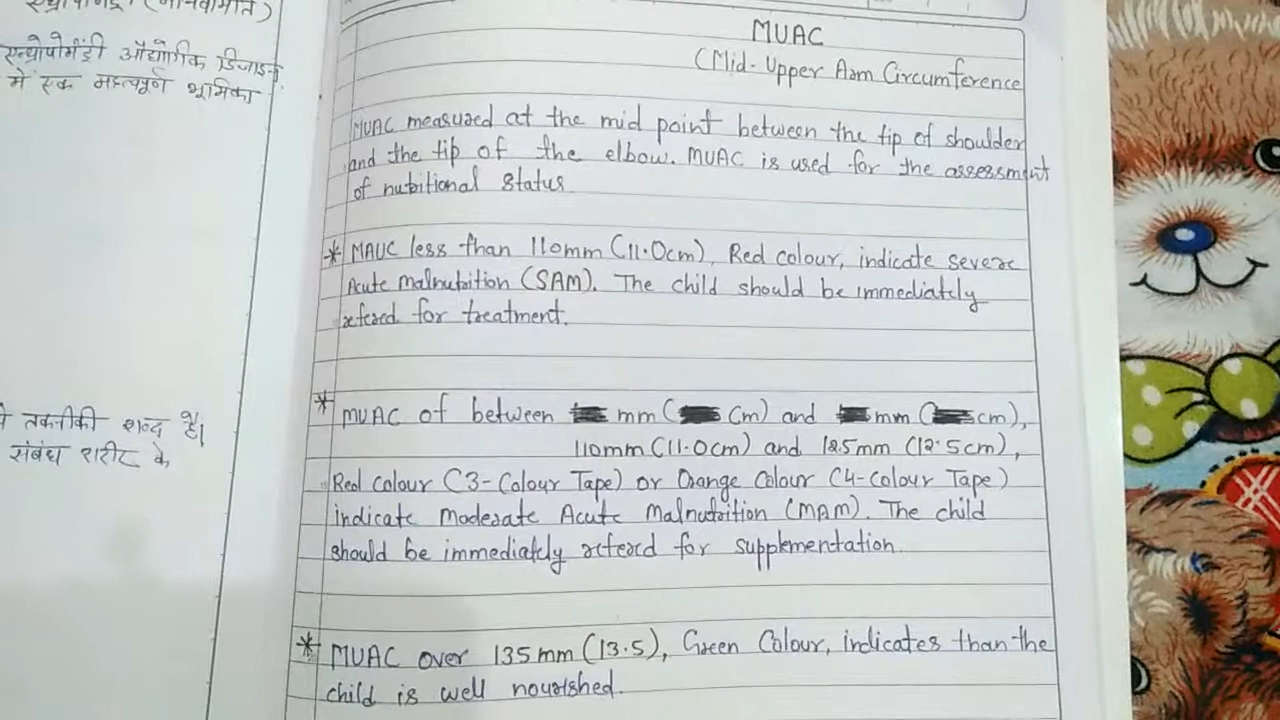 एन्थ्रोपोमेट्री औद्योगिक डिजाइन
में एक महत्वपूर्ण भूमिका
तकनीकी शब्द है।
संबंध शरीर के
MUAC
(Mid-Upper Arm Circumference
MUAC measured at the mid point between the tip of shoulder
and the tip of the elbow. MUAC is used for the assessment
of nutritional status
* MAUC less than 110mm (11.0cm), Red colour, indicate severe
Acute malnutrition (SAM). The child should be immediately
refered for treatment.
* MUAC of between mm ( cm) and mm ( cm),
110mm (11.0cm) and 125mm (12.5cm),
Red colour (3-Colour Tape) or Orange Colour (4-colour Tape)
indicate Moderate Acute Malnutrition (MAM). The child
should be immediately refered for supplementation.
* MUAC over 135mm (13.5), Green Colour, indicates than the
child is well nourished.